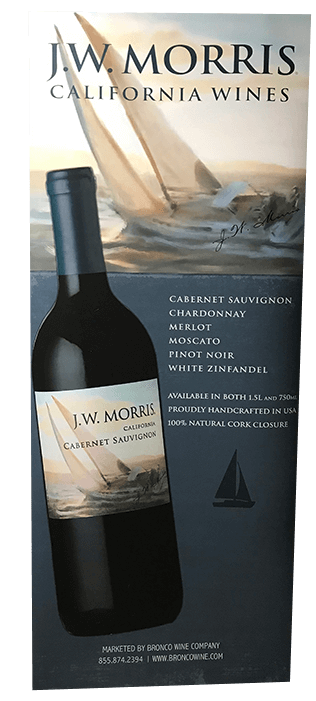 J.W. MORRIS
CALIFORNIA WINES
J. W. Morris
CABERNET SAUVIGNON
CHARDONNAY
MERLOT
MOSCATO
PINOT NOIR
WHITE ZINFANDEL
AVAILABLE IN BOTH 1.5L AND 750ML
PROUDLY HANDCRAFTED IN USA
100% NATURAL CORK CLOSURE
J.W. MORRIS
CALIFORNIA
CABERNET SAUVIGNON
MARKETED BY BRONCO WINE COMPANY
855.874.2394 | WWW.BRONCOWINE.COM